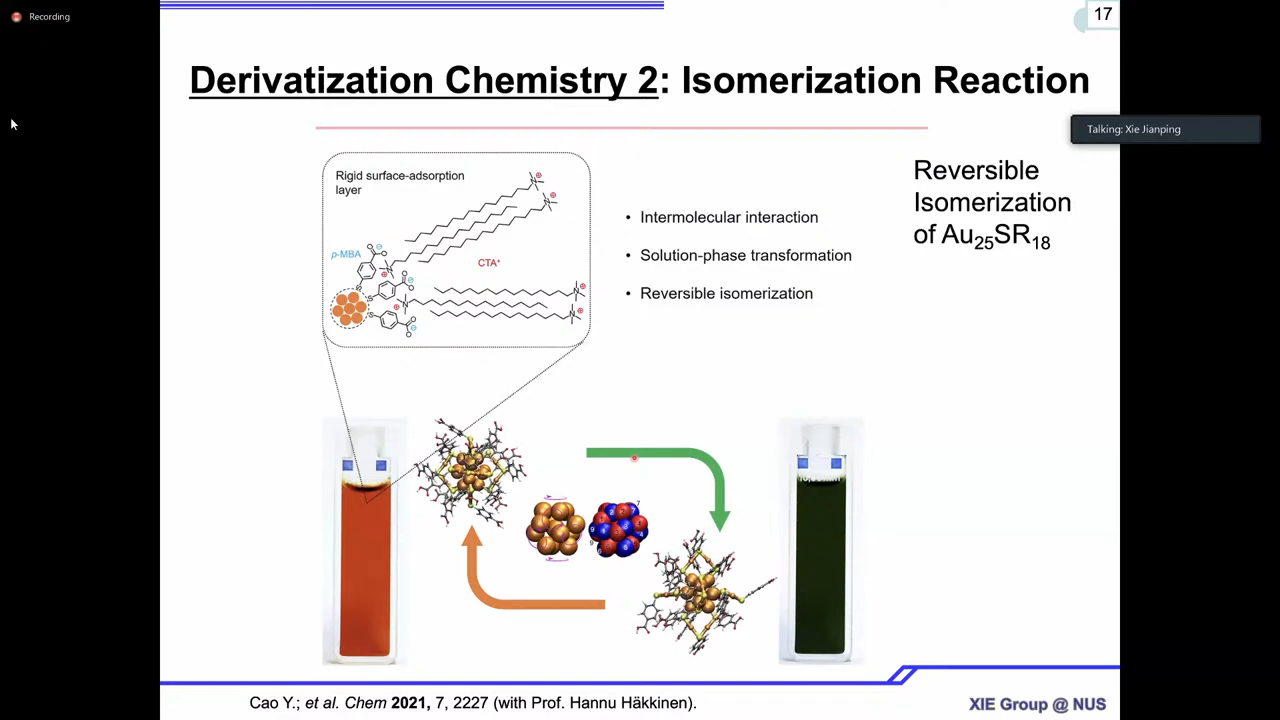 Recording
17
Derivatization Chemistry 2: Isomerization Reaction
Talking: Xie Jianping
Rigid surface-adsorption
layer
p-MBA
CTA+
• Intermolecular interaction
• Solution-phase transformation
• Reversible isomerization
Reversible
Isomerization
of Au25SR18
Cao Y.; et al. Chem 2021, 7, 2227 (with Prof. Hannu Häkkinen).
XIE Group @ NUS